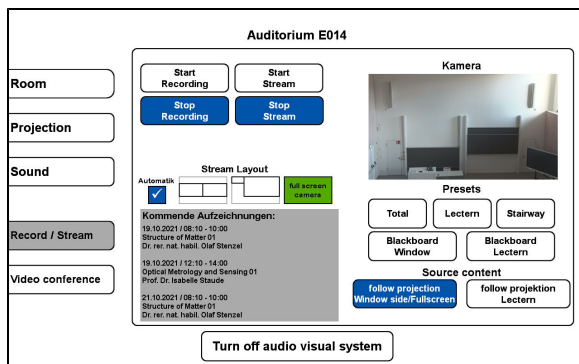 Auditorium E014
Room
Projection
Sound
Record / Stream
Video conference
Start
Recording
Start
Stream
Stop
Recording
Stop
Stream
Stream Layout
Automatik
full screen
camera
Kommende Aufzeichnungen:
19.10.2021 / 08:10 - 10:00
Structure of Matter 01
Dr. rer. nat. habil. Olaf Stenzel
19.10.2021 / 12:10 - 14:00
Optical Metrology and Sensing 01
Prof. Dr. Isabelle Staude
21.10.2021 / 08:10 - 10:00
Structure of Matter 01
Dr. rer. nat. habil. Olaf Stenzel
Kamera
Presets
Total
Lectern
Stairway
Blackboard
Window
Blackboard
Lectern
Source content
follow projection
Window side/Fullscreen
follow projektion
Lectern
Turn off audio visual system